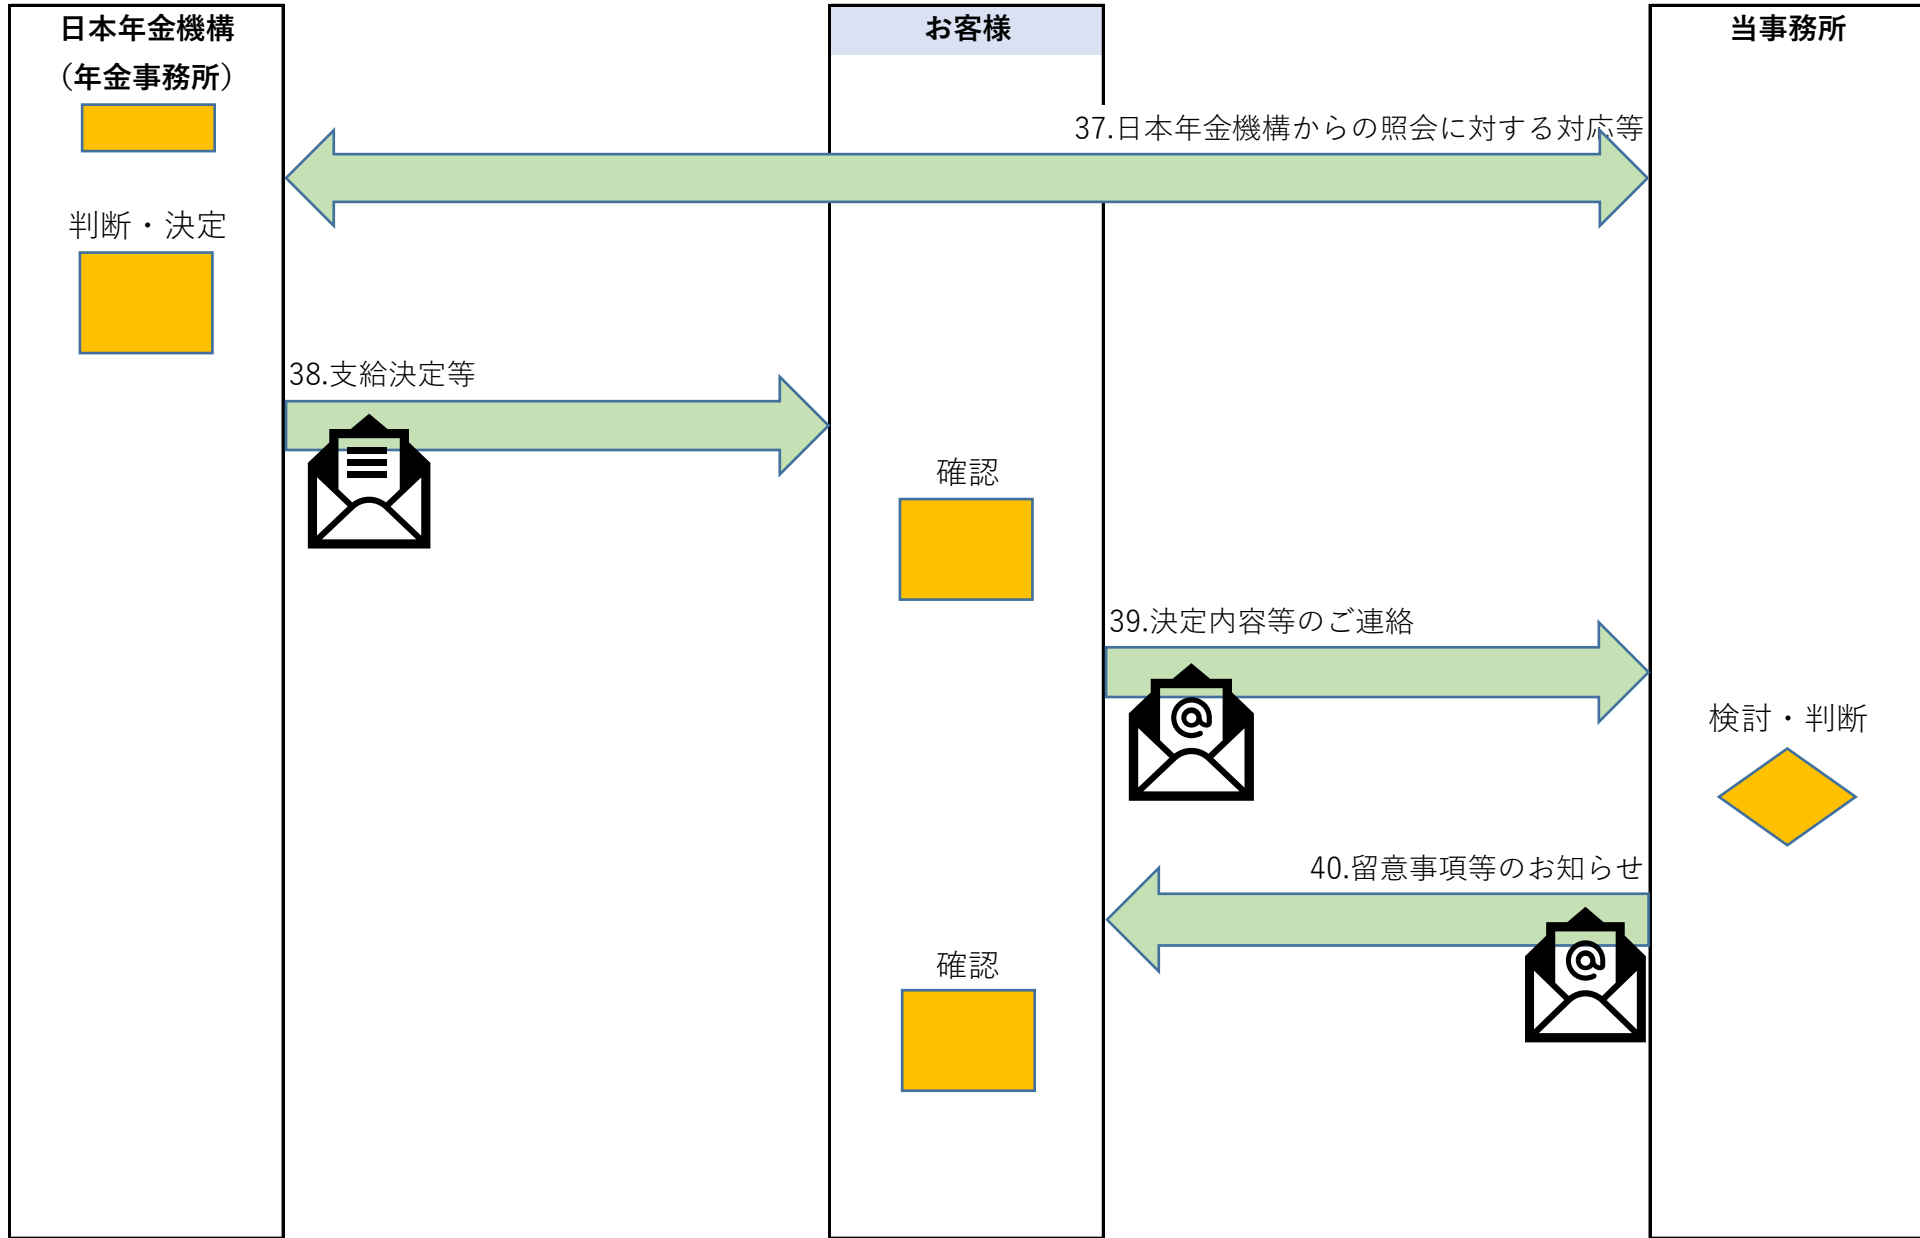 日本年金機構
（年金事務所）
お客様
当事務所
37.日本年金機構からの照会に対する対応等
判断・決定
38.支給決定等
確認
39.決定内容等のご連絡
@
検討・判断
40.留意事項等のお知らせ
@
確認